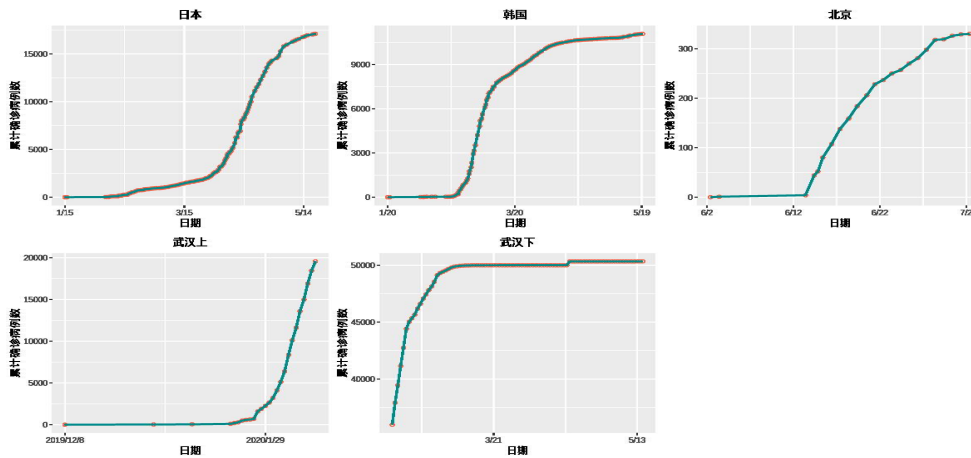 日本
累计确诊病例数
15000
10000
5000
0
1/15
3/15
5/14
日期
韩国
累计确诊病例数
9000
6000
3000
0
1/20
3/20
5/19
日期
北京
累计确诊病例数
300
200
100
0
6/2
6/12
6/22
7/2
日期
武汉上
累计确诊病例数
20000
15000
10000
5000
0
2019/12/8
2020/1/29
日期
武汉下
累计确诊病例数
50000
45000
40000
3/21
5/13
日期